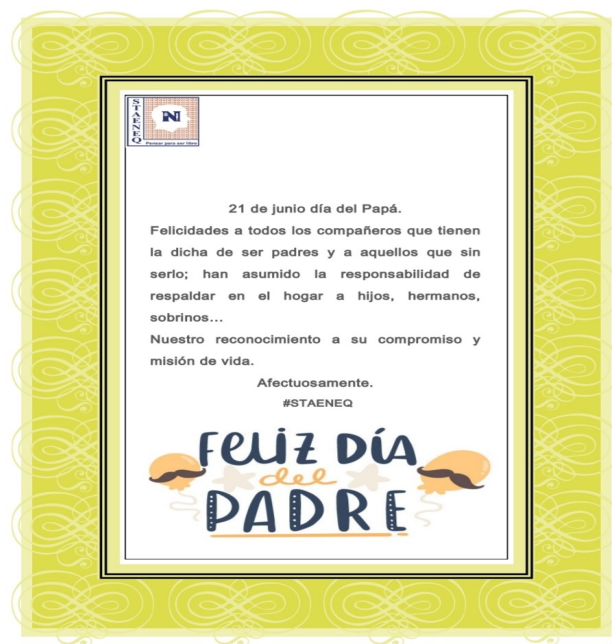 STAENEQ
N
Pensar para ser libre
21 de junio día del Papá.
Felicidades a todos los compañeros que tienen
la dicha de ser padres y a aquellos que sin
serlo; han asumido la responsabilidad de
respaldar en el hogar a hijos, hermanos,
sobrinos...
Nuestro reconocimiento a su compromiso y
misión de vida.
Afectuosamente.
#STAENEQ
FELIZ DÍA
del
PADRE